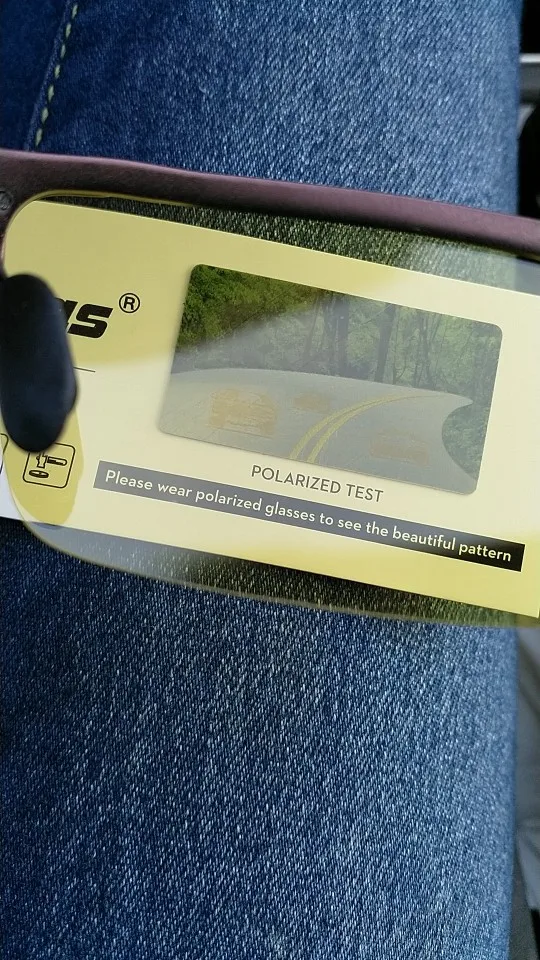 ®
POLARIZED TEST
Please wear polarized glasses to see the beautiful pattern